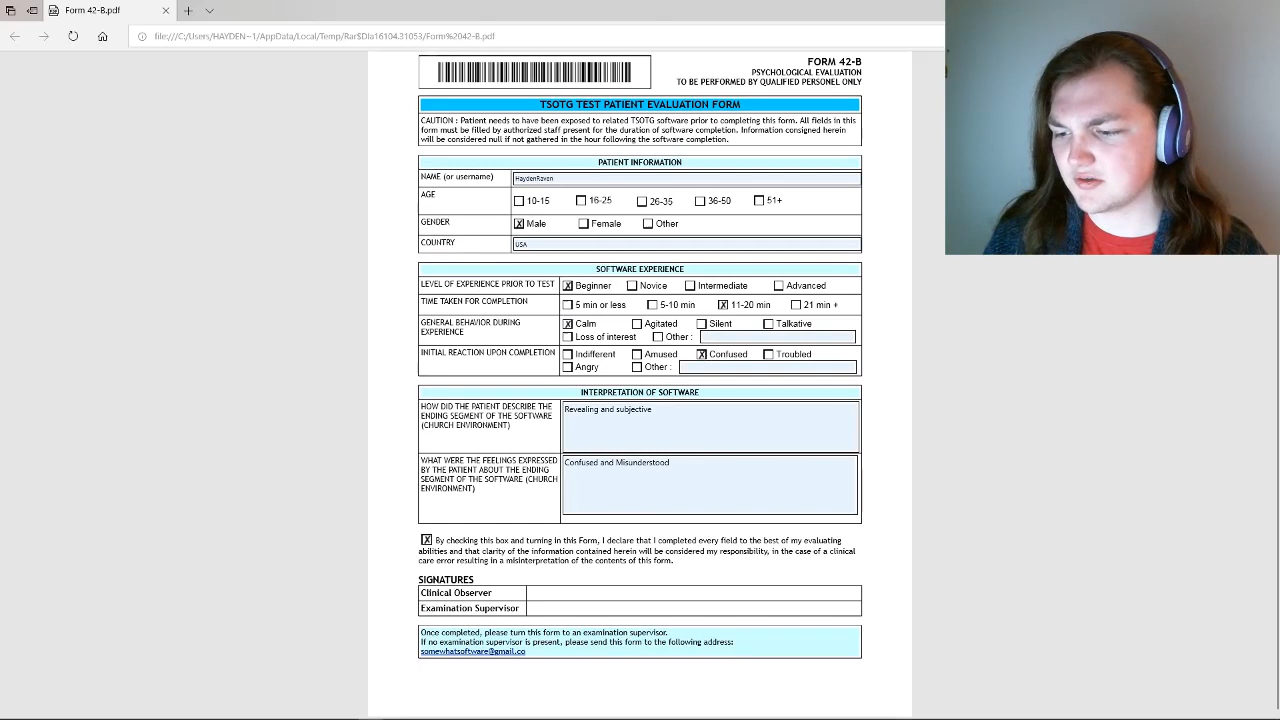 Form 42-B.pdf
file:///C:/Users/HAYDEN~1/AppData/Local/Temp/Rar$DIa16104.31053/Form%2042-B.pdf
FORM 42-B
PSYCHOLOGICAL EVALUATION
TO BE PERFORMED BY QUALIFIED PERSONEL ONLY
TSOTG TEST PATIENT EVALUATION FORM
CAUTION : Patient needs to have been exposed to related TSOTG software prior to completing this form. All fields in this
form must be filled by authorized staff present for the duration of software completion. Information consigned herein
will be considered null if not gathered in the hour following the software completion.
PATIENT INFORMATION
NAME (or username) HaydenRaven
AGE 10-15 16-25 26-35 36-50 51+
GENDER X Male Female Other
COUNTRY USA
SOFTWARE EXPERIENCE
LEVEL OF EXPERIENCE PRIOR TO TEST X Beginner Novice Intermediate Advanced
TIME TAKEN FOR COMPLETION 5 min or less 5-10 min X 11-20 min 21 min +
GENERAL BEHAVIOR DURING
EXPERIENCE
X Calm Agitated Silent Talkative
Loss of interest Other :
INITIAL REACTION UPON COMPLETION Indifferent Amused X Confused Troubled
Angry Other :
INTERPRETATION OF SOFTWARE
HOW DID THE PATIENT DESCRIBE THE
ENDING SEGMENT OF THE SOFTWARE
(CHURCH ENVIRONMENT)
Revealing and subjective
WHAT WERE THE FEELINGS EXPRESSED
BY THE PATIENT ABOUT THE ENDING
SEGMENT OF THE SOFTWARE (CHURCH
ENVIRONMENT)
Confused and Misunderstood
X By checking this box and turning in this Form, I declare that I completed every field to the best of my evaluating
abilities and that clarity of the information contained herein will be considered my responsibility, in the case of a clinical
care error resulting in a misinterpretation of the contents of this form.
SIGNATURES
Clinical Observer
Examination Supervisor
Once completed, please turn this form to an examination supervisor.
If no examination supervisor is present, please send this form to the following address:
somewhatsoftware@gmail.co